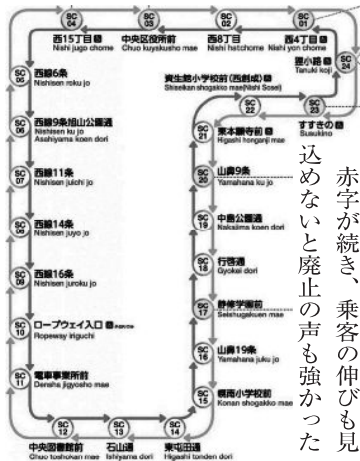 SC 04
SC 03
SC 02
SC 01
西15丁目
Nishi jugo chome
中央区役所前
Chuo kuyakusho mae
西8丁目
Nishi hatchome
西4丁目
Nishi yon chome
狸小路
Tanuki koji
SC 24
資生館小学校前(西創成)
Shiseikan shogakko mae(Nishi Sosei)
SC 22
SC 23
すすきの
Susukino
SC 05
西線6条
Nishisen roku jo
SC 21
東本願寺前
Higashi honganji mae
SC 06
西線9条旭山公園通
Nishisen ku jo
Asahiyama koen dori
SC 20
山鼻9条
Yamahana ku jo
SC 07
西線11条
Nishisen juichi jo
SC 19
中島公園通
Nakajima koen dori
SC 08
西線14条
Nishisen juyo jo
SC 18
行啓通
Gyokei dori
SC 09
西線16条
Nishisen juroku jo
SC 17
静修学園前
Seishugakuen mae
SC 10
ロープウェイ入口
Ropeway iriguchi
SC 16
山鼻19条
Yamahana juku jo
SC 11
電車事業所前
Densha jigyosho mae
SC 15
幌南小学校前
Konan shogakko mae
SC 12
SC 13
SC 14
中央図書館前
Chuo toshokan mae
石山通
Ishiyama dori
東屯田通
Higashi tonden dori
赤字が続き、乗客の伸びも見
込めないと廃止の声も強かった